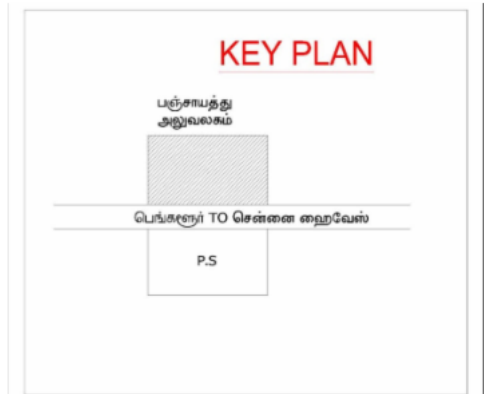 KEY PLAN
பஞ்சாயத்து
அலுவலகம்
பெங்களூர் TO சென்னை ஹைவேஸ்
P.S